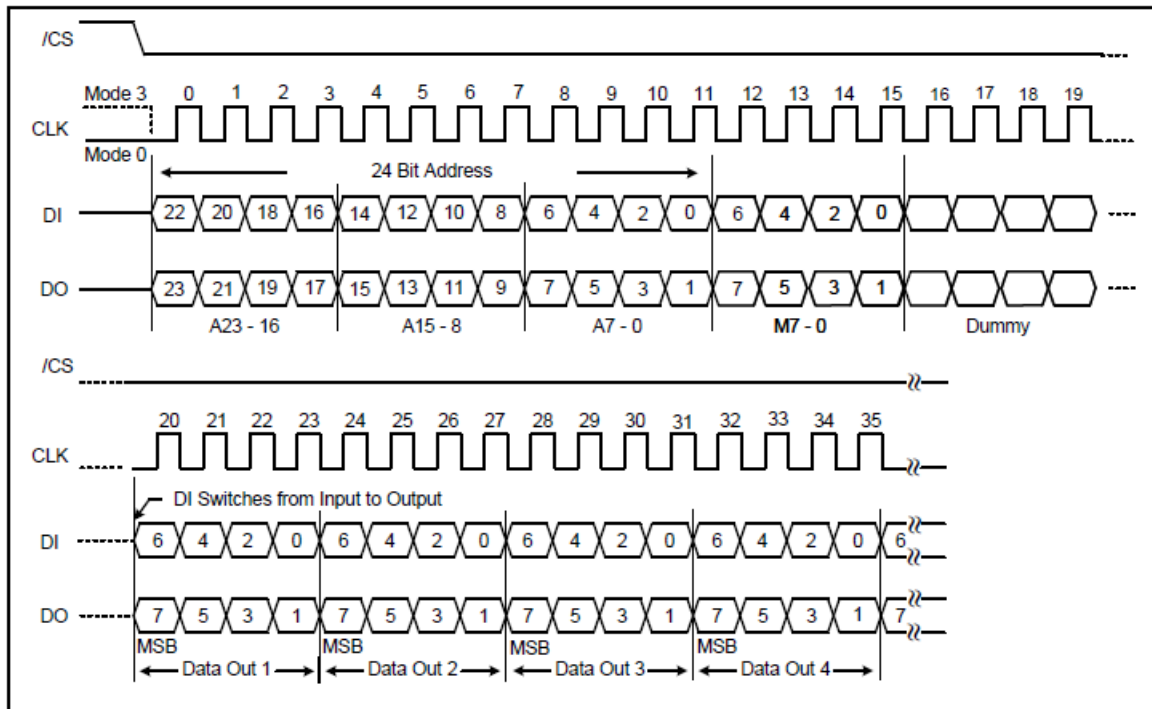 /CS
Mode 3 0 1 2 3 4 5 6 7 8 9 10 11 12 13 14 15 16 17 18 19
CLK
Mode 0
24 Bit Address
DI 22 20 18 16 14 12 10 8 6 4 2 0 6 4 2 0
DO 23 21 19 17 15 13 11 9 7 5 3 1 7 5 3 1
A23 - 16 A15 - 8 A7 - 0 M7 - 0 Dummy
/CS
20 21 22 23 24 25 26 27 28 29 30 31 32 33 34 35
CLK
DI Switches from Input to Output
DI 6 4 2 0 6 4 2 0 6 4 2 0 6 4 2 0 6
DO 7 5 3 1 7 5 3 1 7 5 3 1 7 5 3 1 7
MSB MSB MSB MSB
Data Out 1 Data Out 2 Data Out 3 Data Out 4